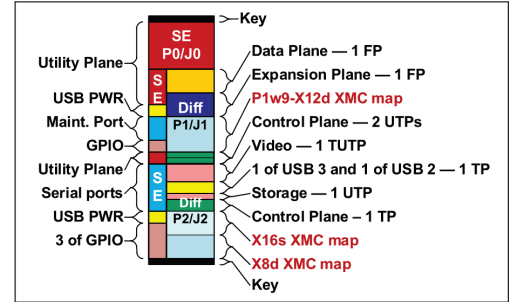 Key
SE
P0/J0
Utility Plane
Data Plane — 1 FP
Expansion Plane — 1 FP
S
E
USB PWR
Diff
P1w9-X12d XMC map
Maint. Port
P1/J1
Control Plane — 2 UTPs
GPIO
Video — 1 TUTP
Utility Plane
1 of USB 3 and 1 of USB 2 — 1 TP
S
E
Serial ports
Storage — 1 UTP
Diff
USB PWR
P2/J2
Control Plane – 1 TP
3 of GPIO
X16s XMC map
X8d XMC map
Key